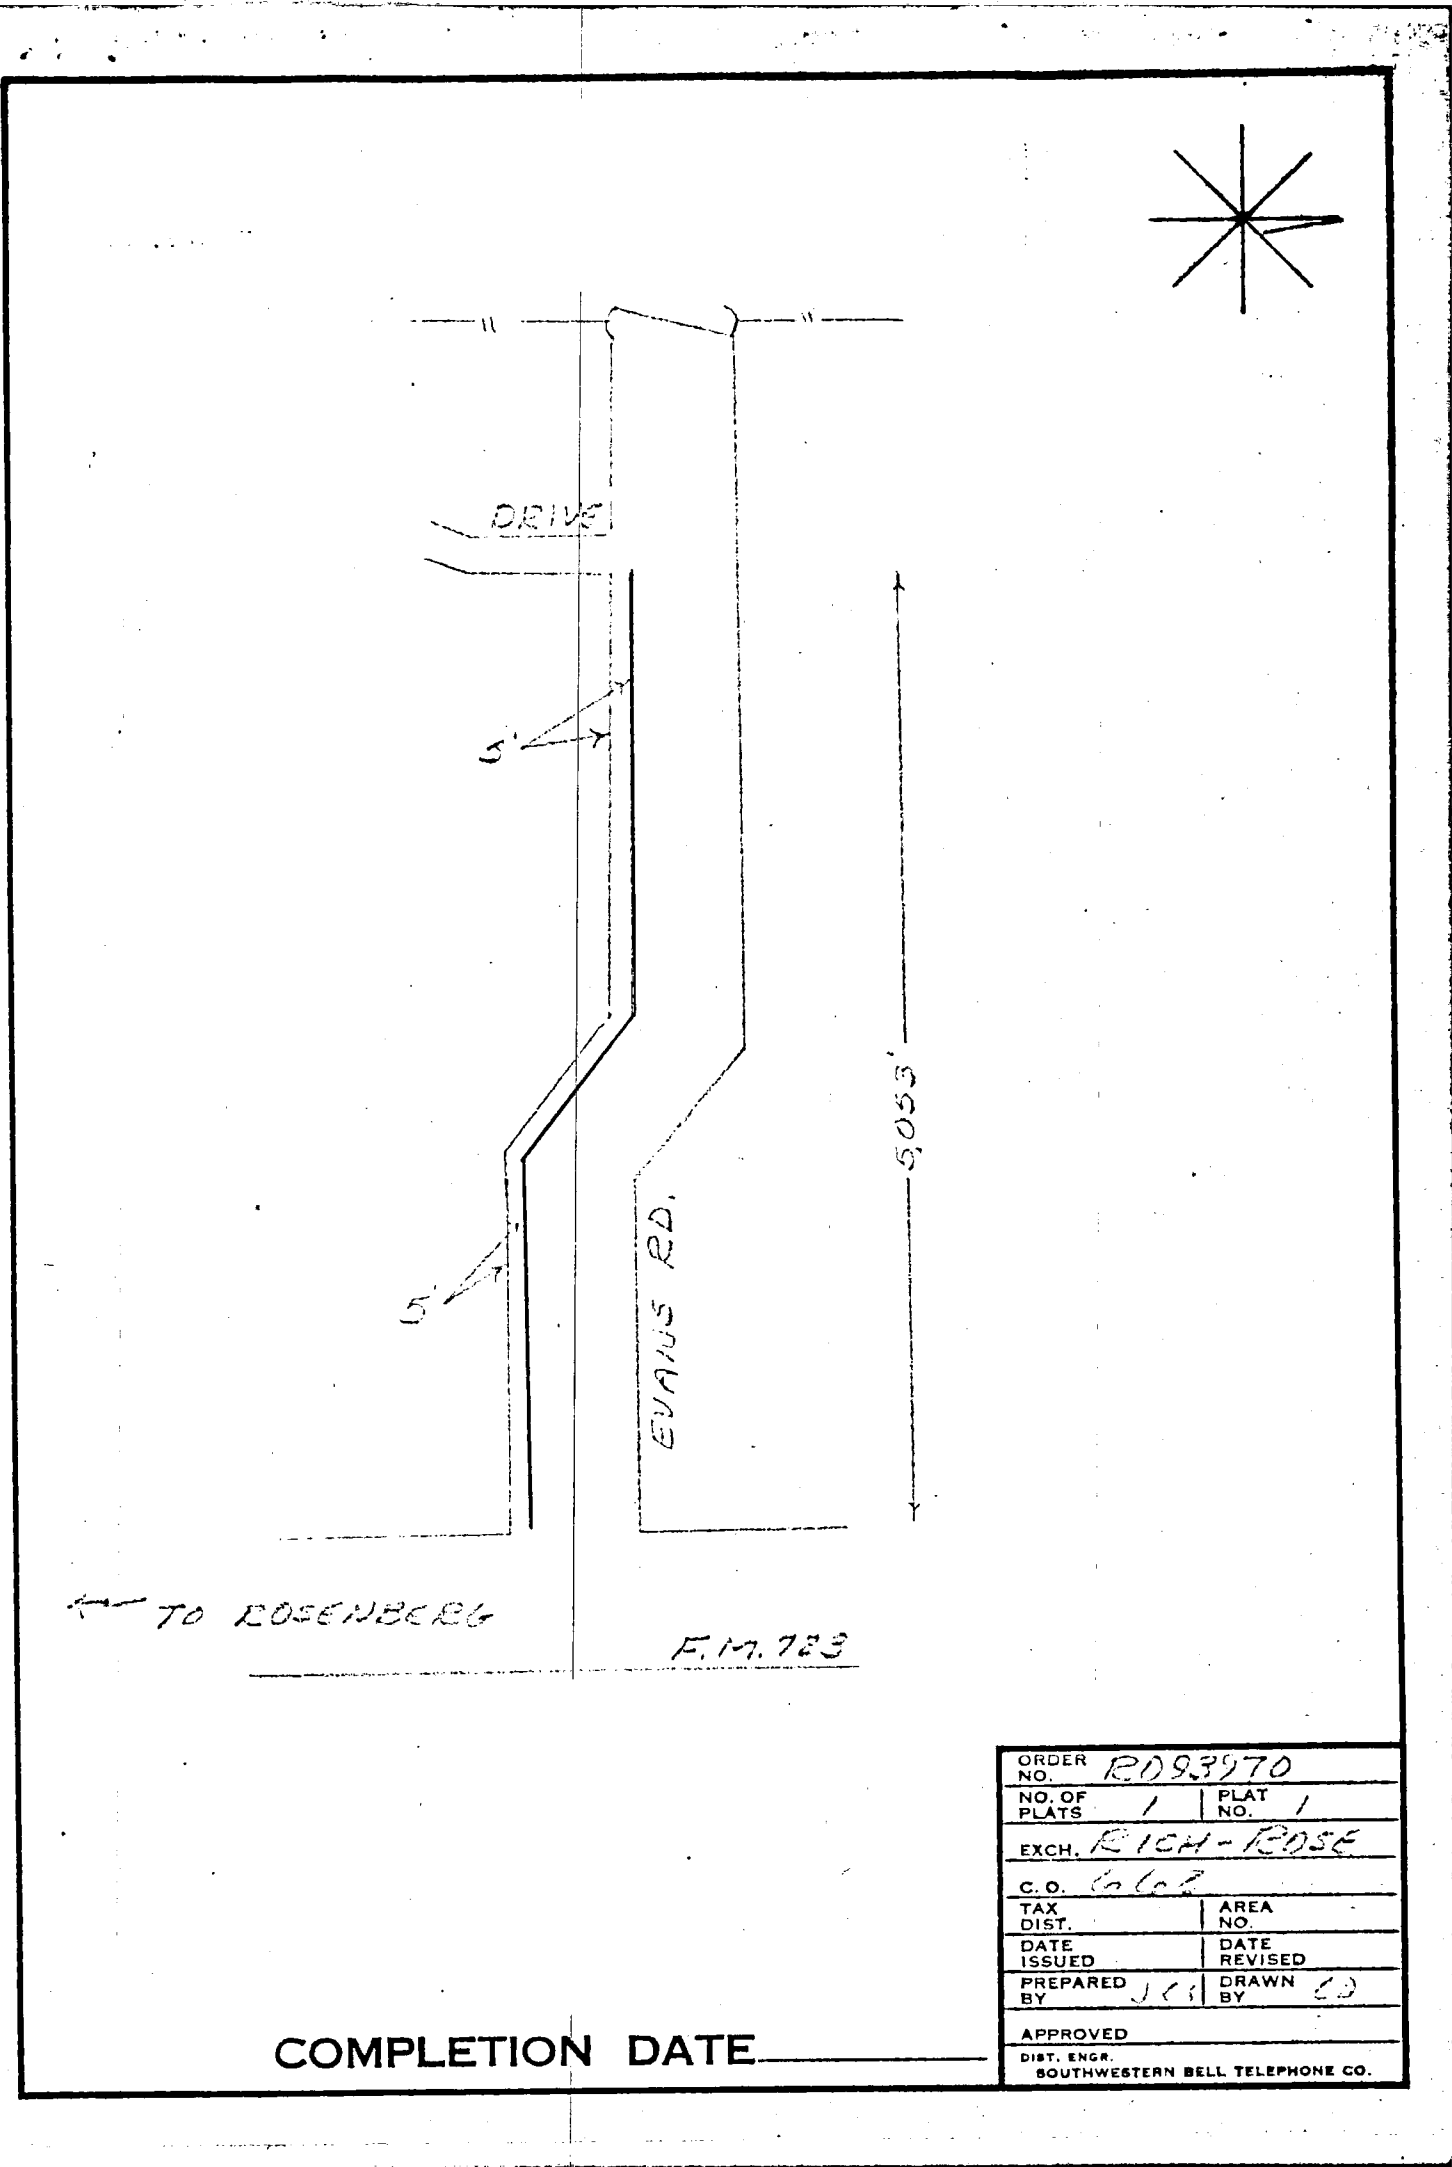 DRIVE
5'
5,053'
EVANS RD.
5'
TO ROSENBERG
F.M. 723
ORDER NO. RD93970
NO. OF PLATS 1 PLAT NO. 1
EXCH. RICH-ROSE
C.O.
TAX DIST. AREA NO.
DATE ISSUED DATE REVISED
PREPARED BY DRAWN BY
APPROVED
DIST. ENGR.
SOUTHWESTERN BELL TELEPHONE CO.
COMPLETION DATE